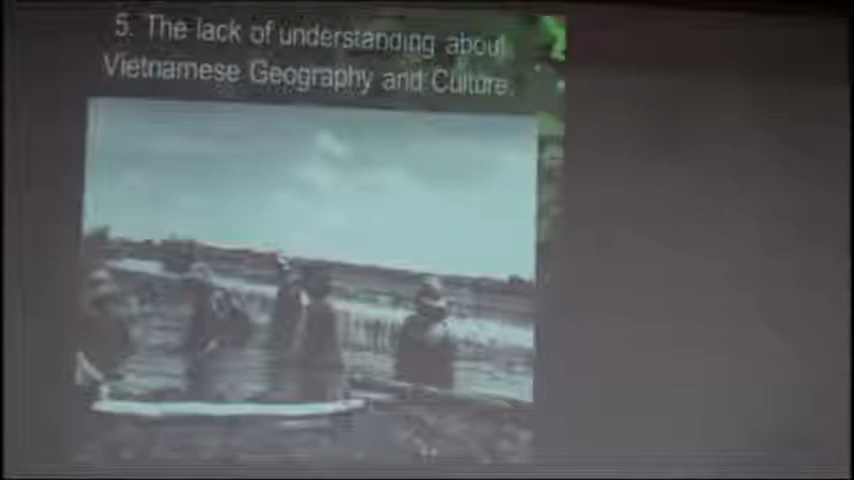 5. The lack of understanding about
Vietnamese Geography and Culture.